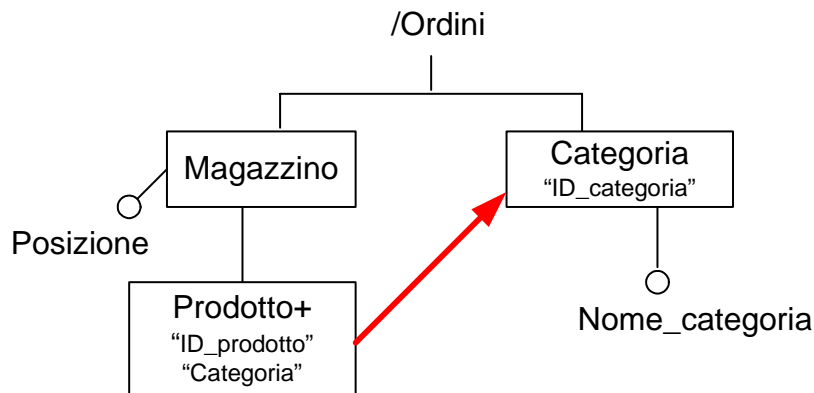 /Ordini
Magazzino
Categoria
“ID_categoria”
Posizione
Prodotto+
“ID_prodotto”
“Categoria”
Nome_categoria